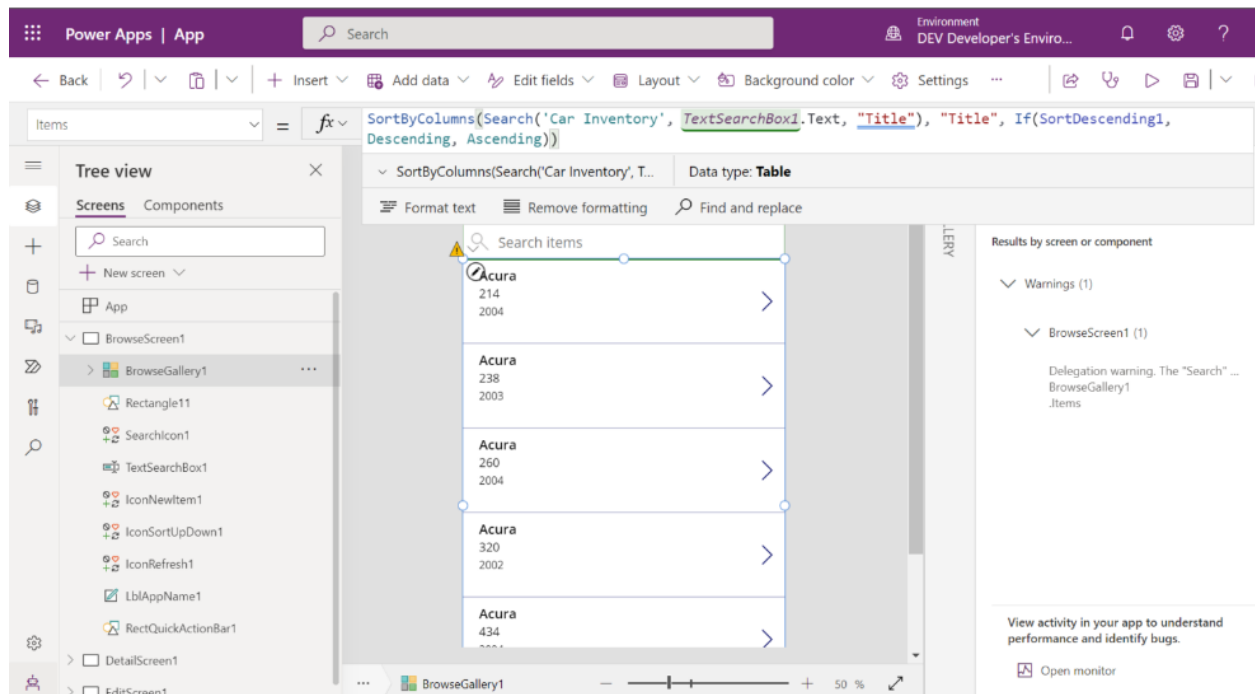 Power Apps | App
Search
Environment
DEV Developer's Enviro...
Back
Insert
Add data
Edit fields
Layout
Background color
Settings
...
Items
=
fx
SortByColumns(Search('Car Inventory', TextSearchBox1.Text, "Title"), "Title", If(SortDescending1,
Descending, Ascending))
SortByColumns(Search('Car Inventory', T...
Data type: Table
Format text
Remove formatting
Find and replace
Tree view
Screens
Components
Search
New screen
App
BrowseScreen1
BrowseGallery1
...
Rectangle11
SearchIcon1
TextSearchBox1
IconNewItem1
IconSortUpDown1
IconRefresh1
LblAppName1
RectQuickActionBar1
DetailScreen1
EditScreen1
Search items
Acura
214
2004
Acura
238
2003
Acura
260
2004
Acura
320
2002
Acura
434
LLERY
Results by screen or component
Warnings (1)
BrowseScreen1 (1)
Delegation warning. The "Search" ...
BrowseGallery1
.Items
View activity in your app to understand
performance and identify bugs.
Open monitor
...
BrowseGallery1
50 %